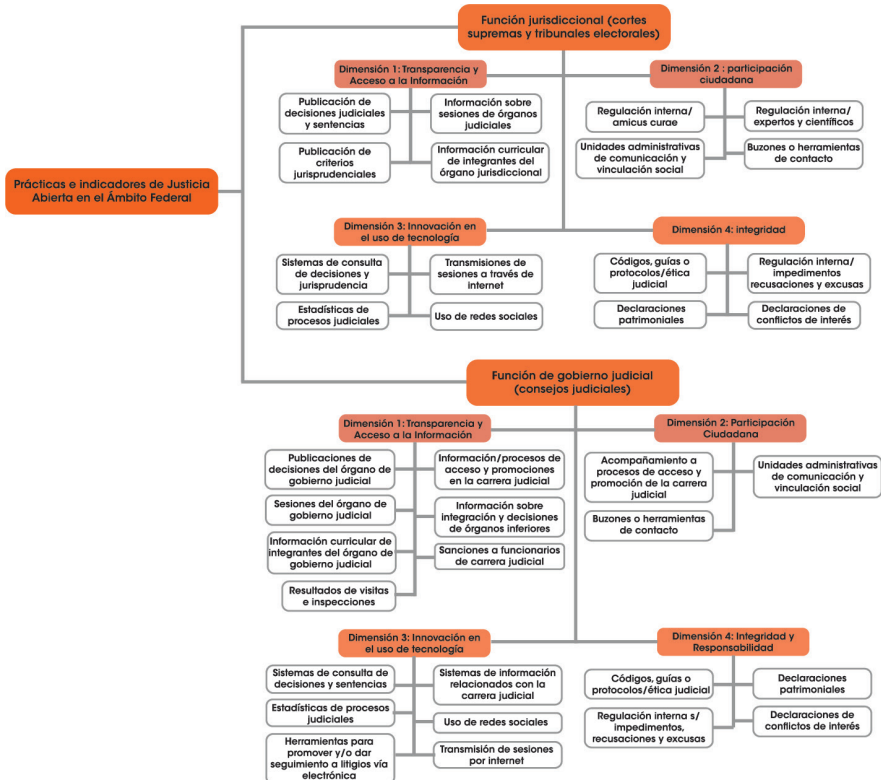 Función jurisdiccional (cortes
supremas y tribunales electorales)
Dimensión 1: Transparencia y
Acceso a la Información
Dimensión 2 : participación
ciudadana
Publicación de
decisiones judiciales
y sentencias
Información sobre
sesiones de órganos
judiciales
Regulación interna/
amicus curae
Regulación interna/
expertos y científicos
Publicación de
criterios
jurisprudenciales
Información curricular
de integrantes del
órgano jurisdiccional
Unidades administrativas
de comunicación y
vinculación social
Buzones o herramientas
de contacto
Prácticas e indicadores de Justicia
Abierta en el Ámbito Federal
Dimensión 3: Innovación en
el uso de tecnología
Dimensión 4: integridad
Sistemas de consulta
de decisiones y
jurisprudencia
Transmisiones de
sesiones a través de
internet
Códigos, guías o
protocolos/ética
judicial
Regulación interna/
impedimentos
recusaciones y excusas
Estadísticas de
procesos judiciales
Uso de redes sociales
Declaraciones
patrimoniales
Declaraciones de
conflictos de interés
Función de gobierno judicial
(consejos judiciales)
Dimensión 1: Transparencia y
Acceso a la Información
Dimensión 2: Participación
Ciudadana
Publicaciones de
decisiones del órgano de
gobierno judicial
Información/procesos de
acceso y promociones
en la carrera judicial
Acompañamiento a
procesos de acceso y
promoción de la carrera
judicial
Unidades administrativas
de comunicación y
vinculación social
Sesiones del órgano de
gobierno judicial
Información sobre
integración y decisiones
de órganos inferiores
Buzones o herramientas
de contacto
Información curricular de
integrantes del órgano de
gobierno judicial
Sanciones a funcionarios
de carrera judicial
Resultados de visitas
e inspecciones
Dimensión 3: Innovación en
el uso de tecnología
Dimensión 4: Integridad y
Responsabilidad
Sistemas de consulta de
decisiones y sentencias
Sistemas de información
relacionados con la
carrera judicial
Códigos, guías o
protocolos/ética judicial
Declaraciones
patrimoniales
Estadísticas de procesos
judiciales
Uso de redes sociales
Regulación interna s/
impedimentos,
recusaciones y excusas
Declaraciones de
conflictos de interés
Herramientas para
promover y/o dar
seguimiento a litigios vía
electrónica
Transmisión de sesiones
por internet